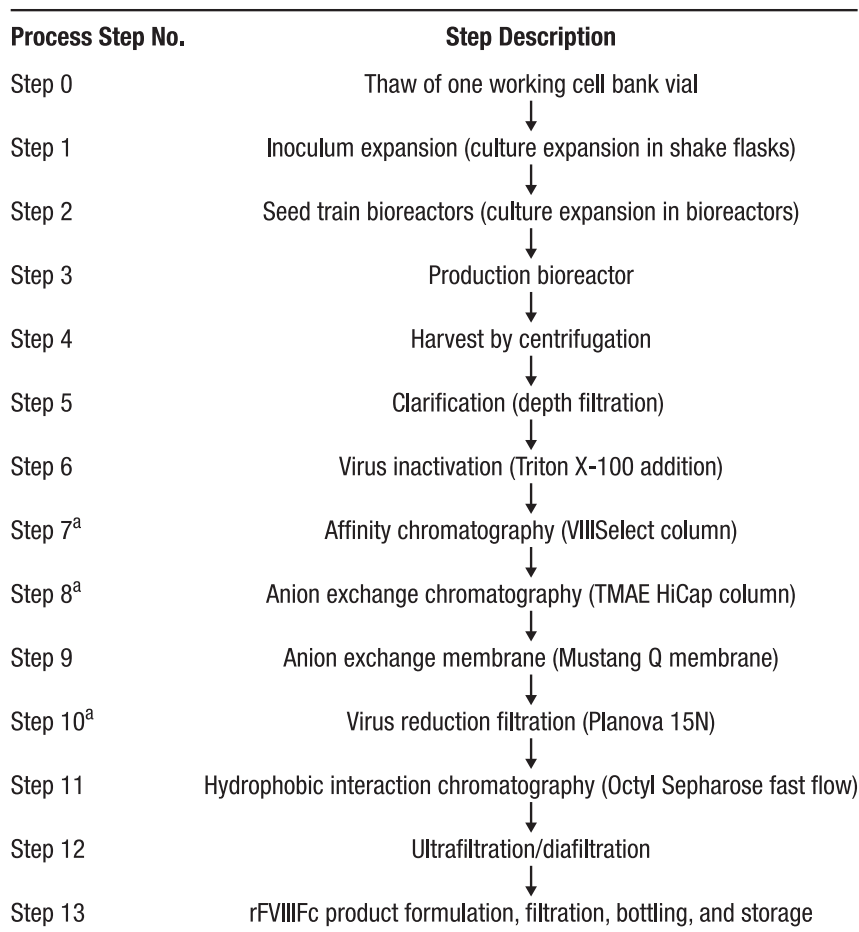 Process Step No. Step Description
Step 0 Thaw of one working cell bank vial
Step 1 Inoculum expansion (culture expansion in shake flasks)
Step 2 Seed train bioreactors (culture expansion in bioreactors)
Step 3 Production bioreactor
Step 4 Harvest by centrifugation
Step 5 Clarification (depth filtration)
Step 6 Virus inactivation (Triton X-100 addition)
Step 7ᵃ Affinity chromatography (VIIISelect column)
Step 8ᵃ Anion exchange chromatography (TMAE HiCap column)
Step 9 Anion exchange membrane (Mustang Q membrane)
Step 10ᵃ Virus reduction filtration (Planova 15N)
Step 11 Hydrophobic interaction chromatography (Octyl Sepharose fast flow)
Step 12 Ultrafiltration/diafiltration
Step 13 rFVIIIFc product formulation, filtration, bottling, and storage